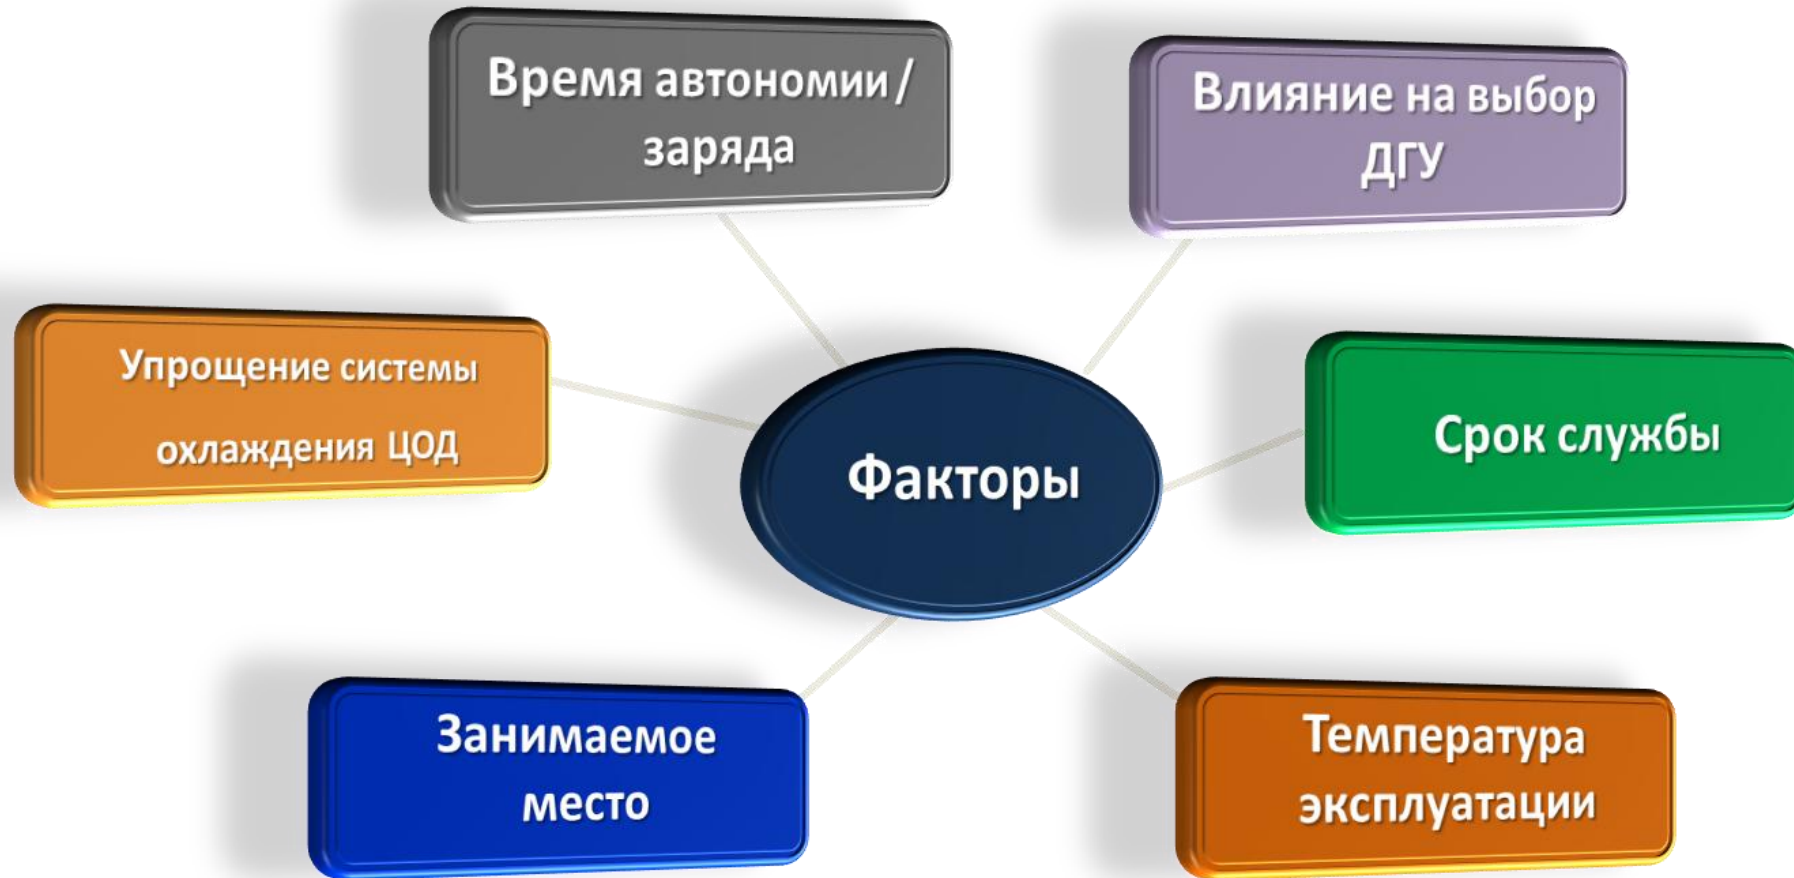 Время автономии /
заряда
Влияние на выбор
ДГУ
Упрощение системы
охлаждения ЦОД
Факторы
Срок службы
Занимаемое
место
Температура
эксплуатации